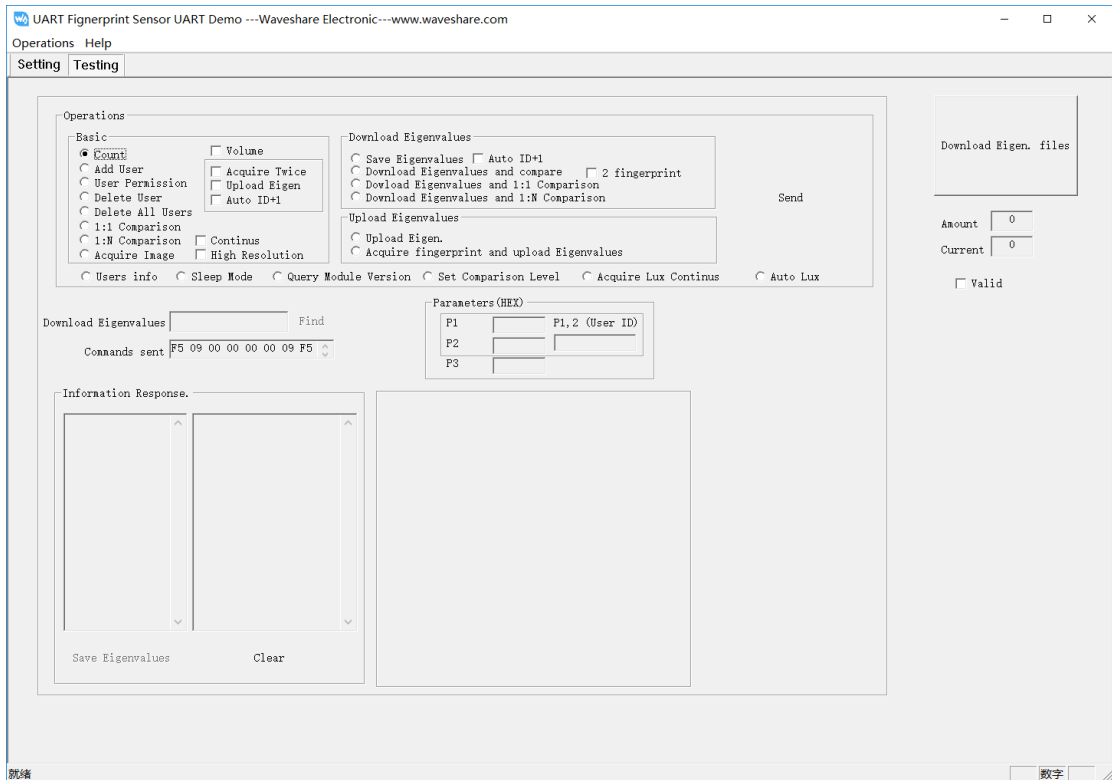 UART Fignerprint Sensor UART Demo ---Waveshare Electronic---www.waveshare.com
Operations Help
Setting Testing
Operations
Basic
Count
Add User
User Permission
Delete User
Delete All Users
1:1 Comparison
1:N Comparison
Acquire Image
Volume
Acquire Twice
Upload Eigen
Auto ID+1
Continus
High Resolution
Download Eigenvalues
Save Eigenvalues Auto ID+1
Download Eigenvalues and compare 2 fingerprint
Dovload Eigenvalues and 1:1 Comparison
Download Eigenvalues and 1:N Comparison
Upload Eigenvalues
Upload Eigen.
Acquire fingerprint and upload Eigenvalues
Send
Users info Sleep Mode Query Module Version Set Comparison Level Acquire Lux Continus Auto Lux
Download Eigenvalues Find
Commands sent F5 09 00 00 00 00 09 F5
Parameters(HEX)
P1 P1,2 (User ID)
P2
P3
Information Response.
Save Eigenvalues Clear
Download Eigen. files
Amount 0
Current 0
Valid
就绪 数字